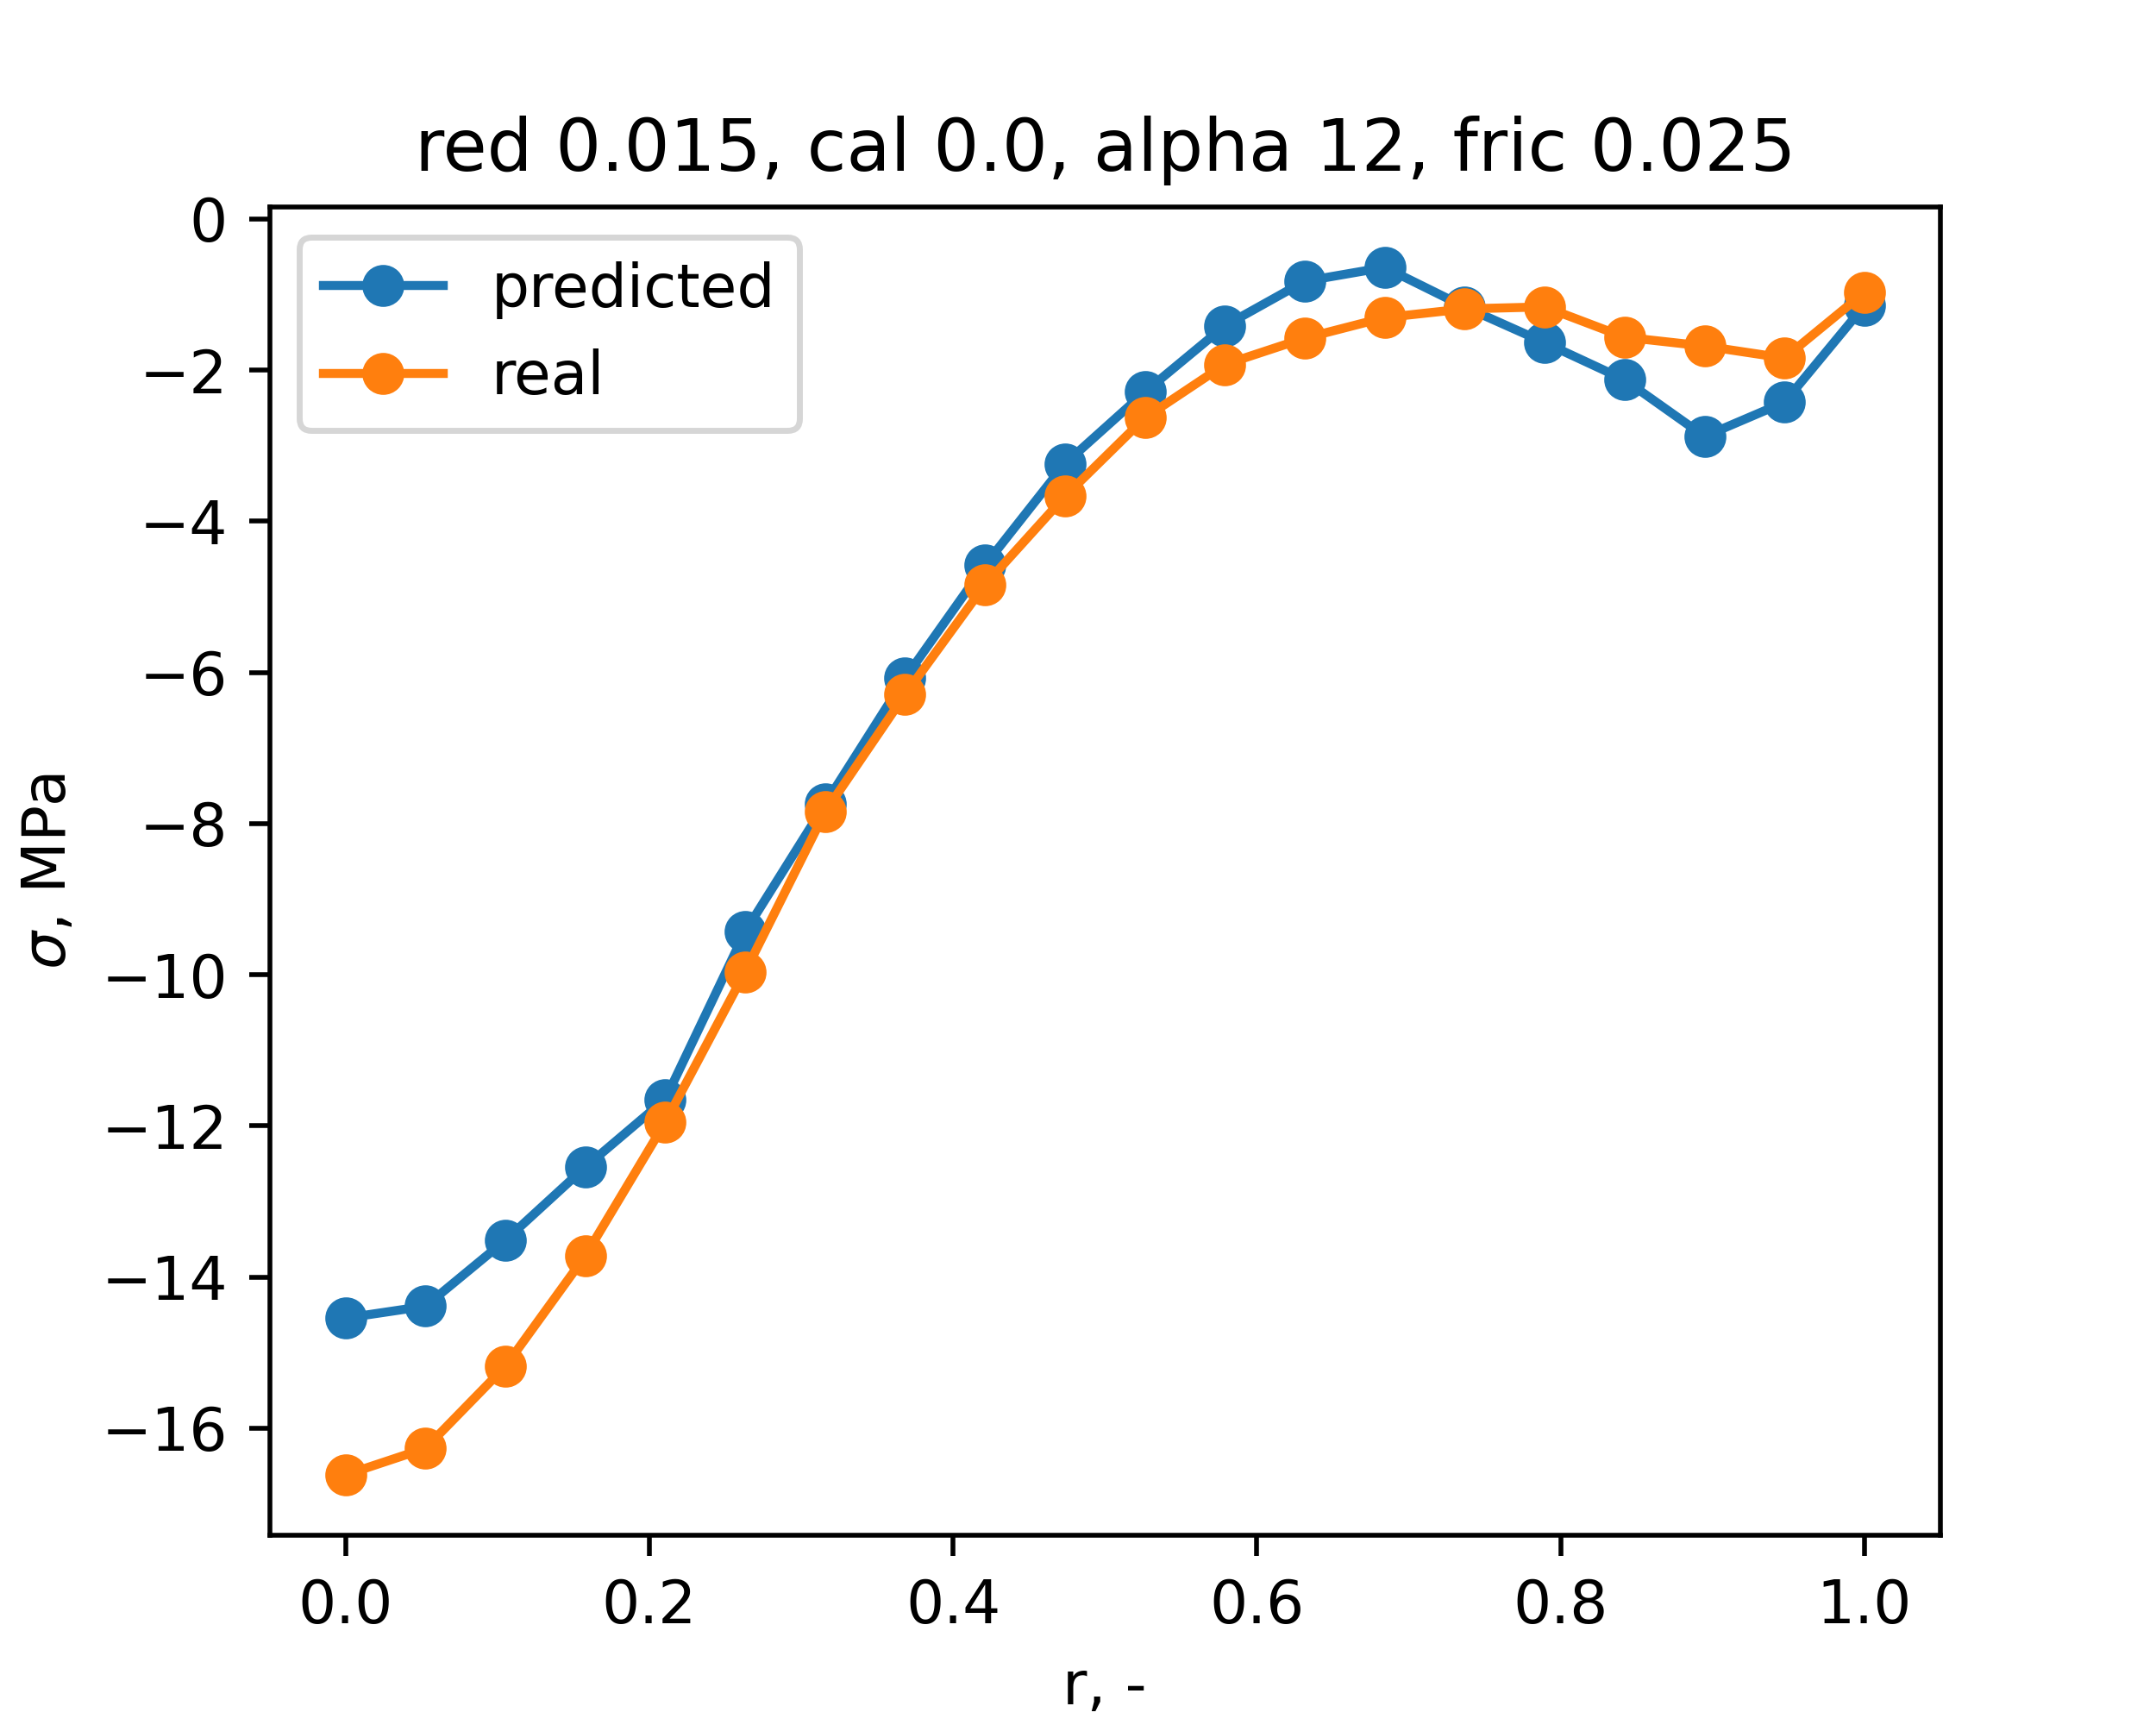 red 0.015, cal 0.0, alpha 12, fric 0.025
predicted
real
0
−2
−4
−6
−8
−10
−12
−14
−16
σ, MPa
0.0 0.2 0.4 0.6 0.8 1.0
r, -